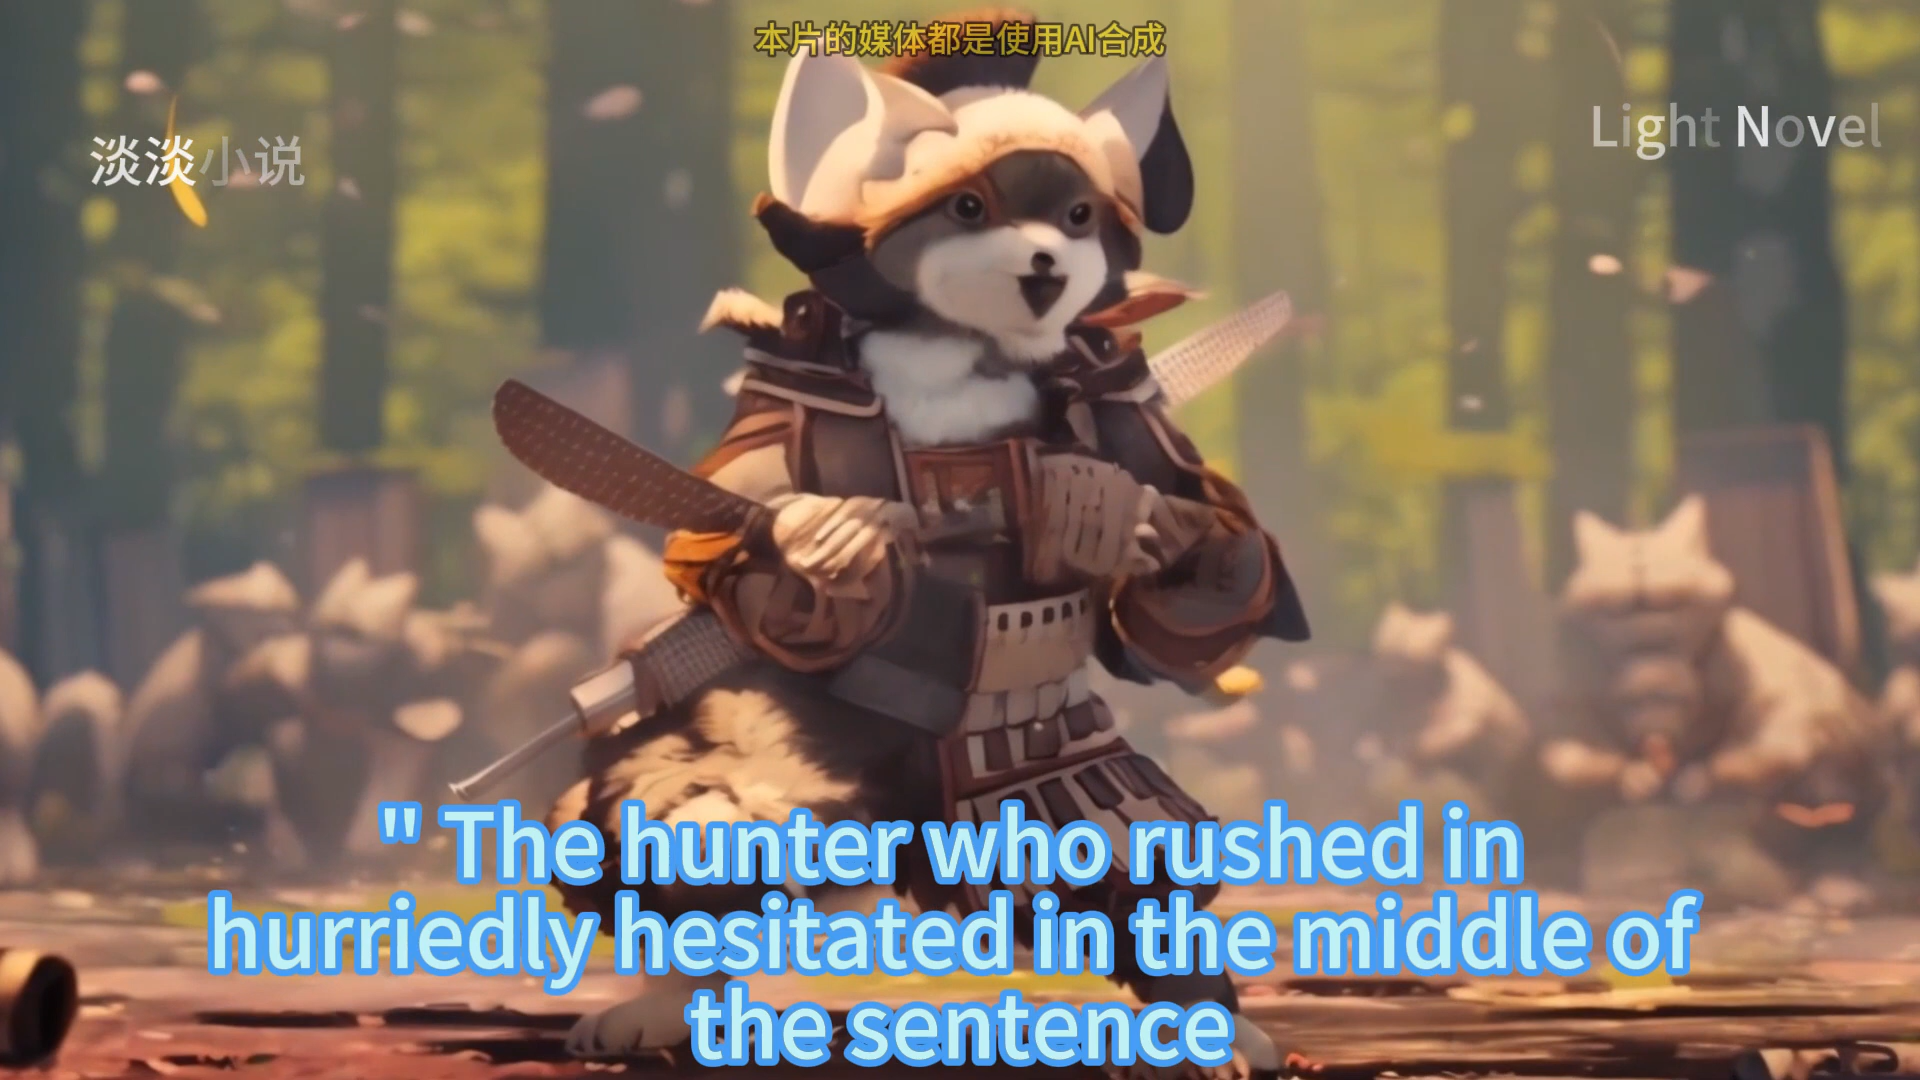 本片的媒体都是使用AI合成
淡淡小说
Light Novel
" The hunter who rushed in
hurriedly hesitated in the middle of
the sentence